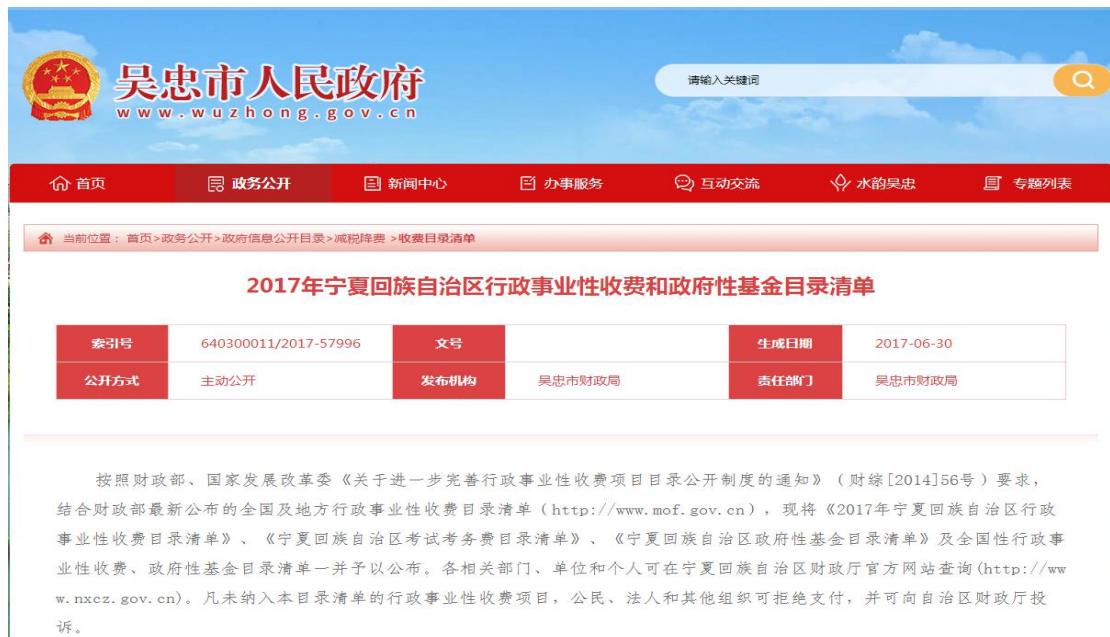 吴忠市人民政府
www.wuzhong.gov.cn
请输入关键词
首页 政务公开 新闻中心 办事服务 互动交流 水韵吴忠 专题列表
当前位置：首页>政务公开>政府信息公开目录>减税降费 >收费目录清单
2017年宁夏回族自治区行政事业性收费和政府性基金目录清单
索引号 640300011/2017-57996 文号 生成日期 2017-06-30
公开方式 主动公开 发布机构 吴忠市财政局 责任部门 吴忠市财政局
按照财政部、国家发展改革委《关于进一步完善行政事业性收费项目目录公开制度的通知》（财综[2014]56号）要求，
结合财政部最新公布的全国及地方行政事业性收费目录清单（http://www.mof.gov.cn），现将《2017年宁夏回族自治区行政
事业性收费目录清单》、《宁夏回族自治区考试考务费目录清单》、《宁夏回族自治区政府性基金目录清单》及全国性行政事
业性收费、政府性基金目录清单一并予以公布。各相关部门、单位和个人可在宁夏回族自治区财政厅官方网站查询(http://ww
w.nxcz.gov.cn)。凡未纳入本目录清单的行政事业性收费项目，公民、法人和其他组织可拒绝支付，并可向自治区财政厅投
诉。